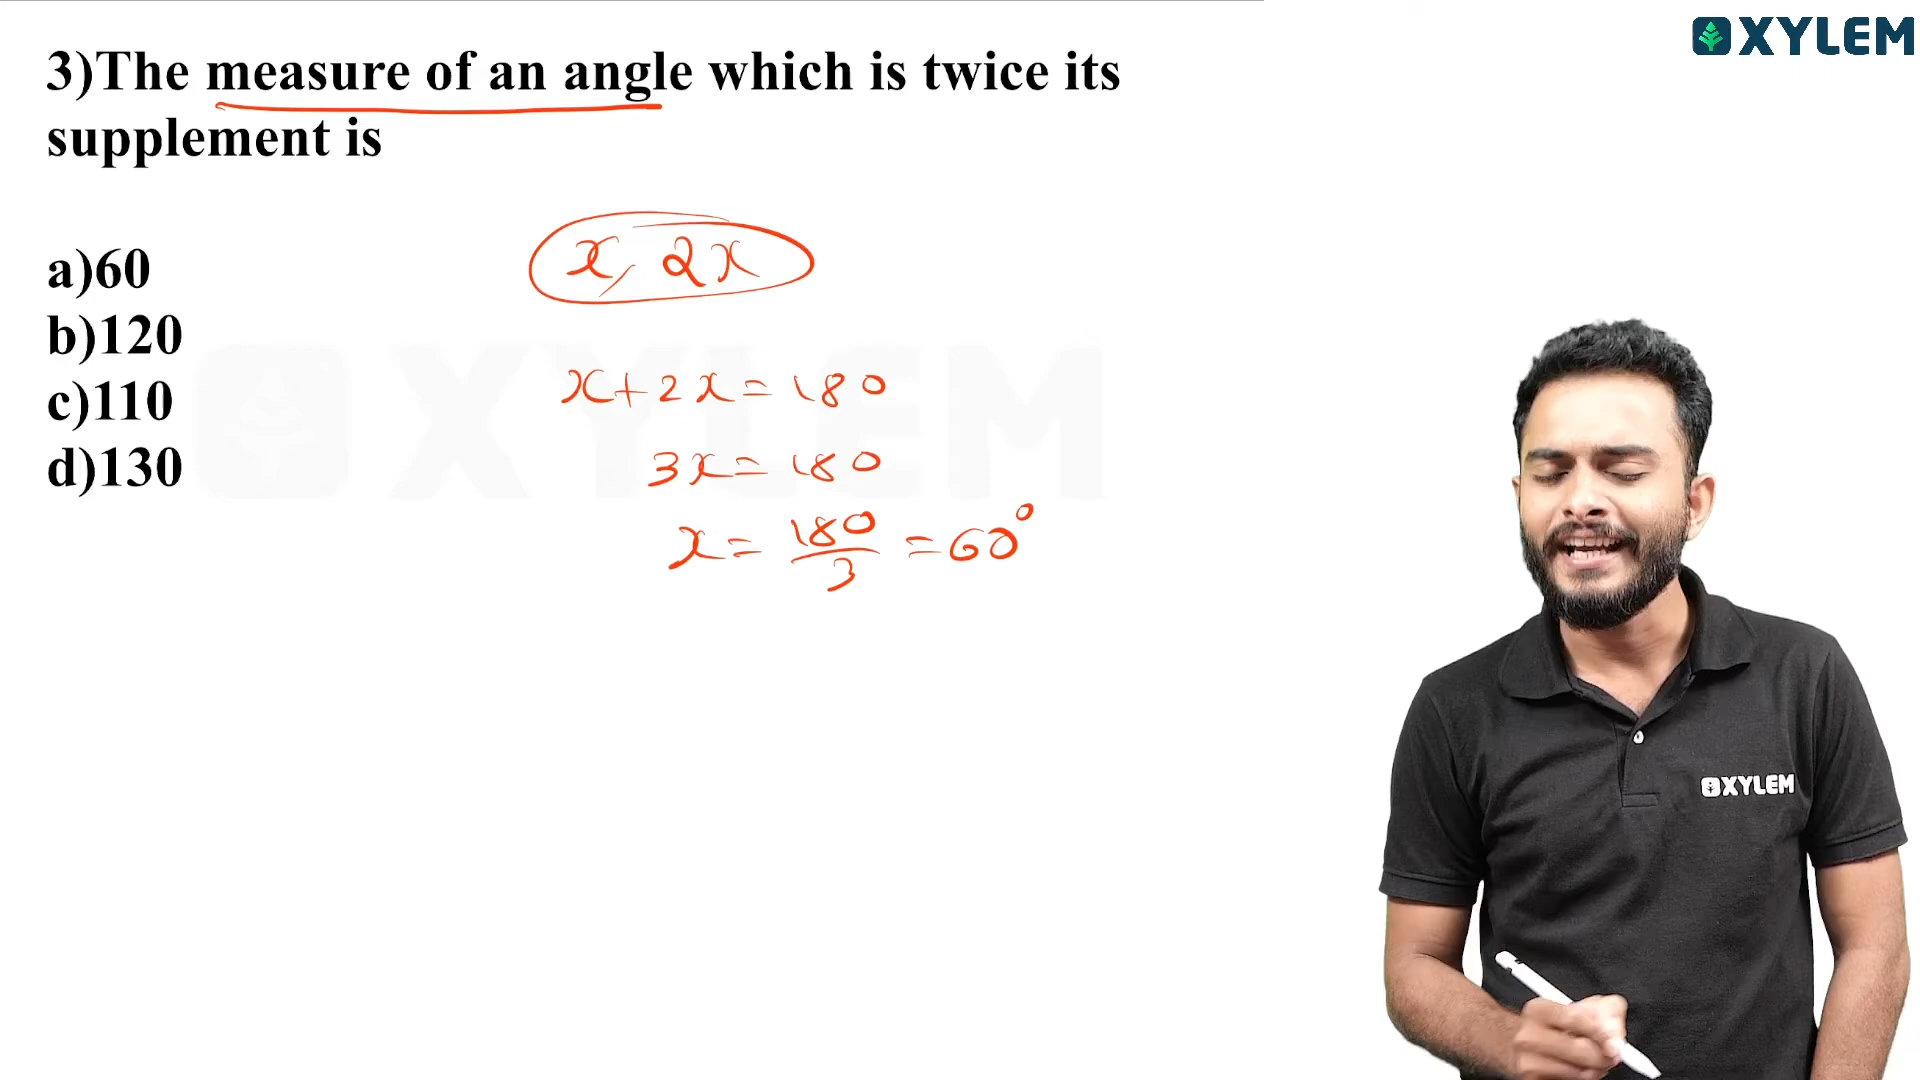 XYLEM
3)The measure of an angle which is twice its
supplement is
a)60
b)120
c)110
d)130
x, 2x
x+2x=180
3x=180
x=180/3=60°
XYLEM
XYLEM